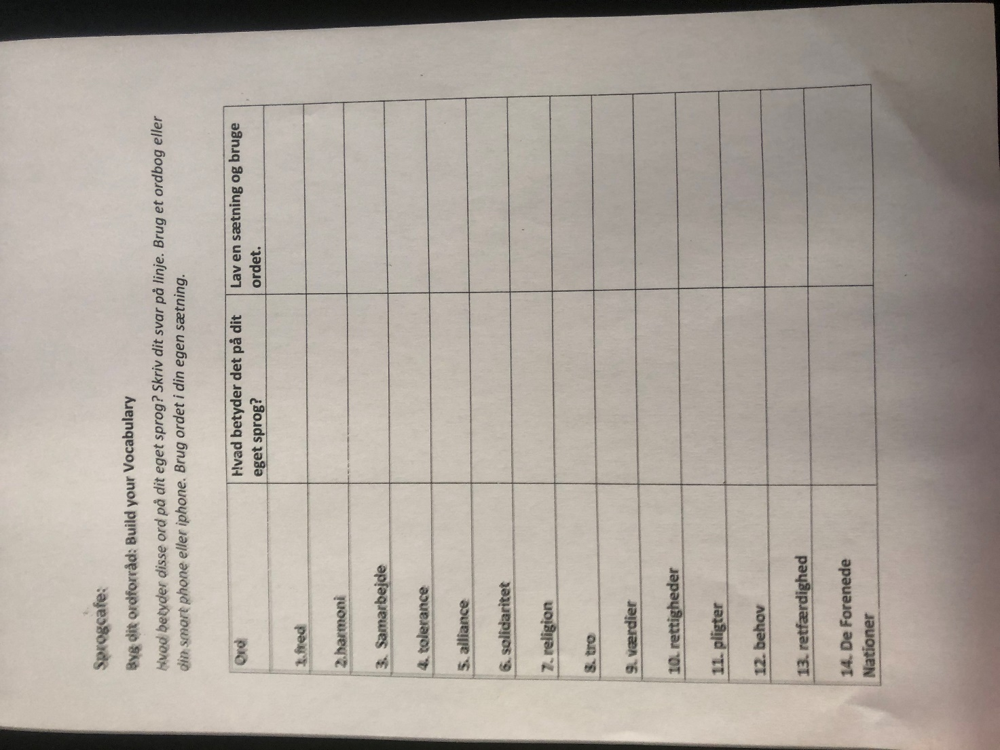 Sprogcafe:
Byg dit ordforråd: Build your Vocabulary
Hvad betyder disse ord på dit eget sprog? Skriv dit svar på linje. Brug et ordbog eller
din smart phone eller iphone. Brug ordet i din egen sætning.
Ord
Hvad betyder det på dit
eget sprog?
Lav en sætning og bruge
ordet.
1.fred
2.harmoni
3. Samarbejde
4. tolerance
5. alliance
6. solidaritet
7. religion
8. tro
9. værdier
10. rettigheder
11. pligter
12. behov
13. retfærdighed
14. De Forenede
Nationer